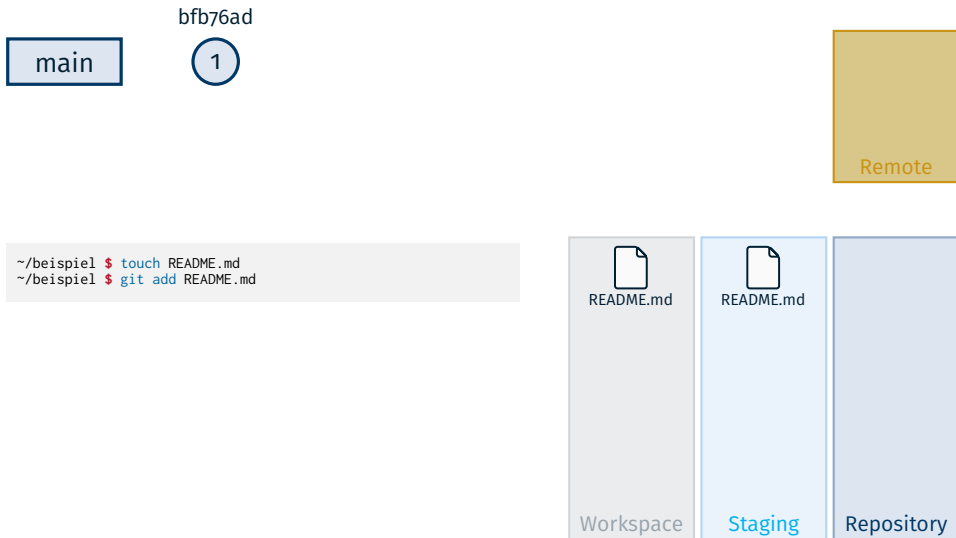 bfb76ad
main
1
Remote
~/beispiel $ touch README.md
~/beispiel $ git add README.md
README.md
README.md
Workspace
Staging
Repository